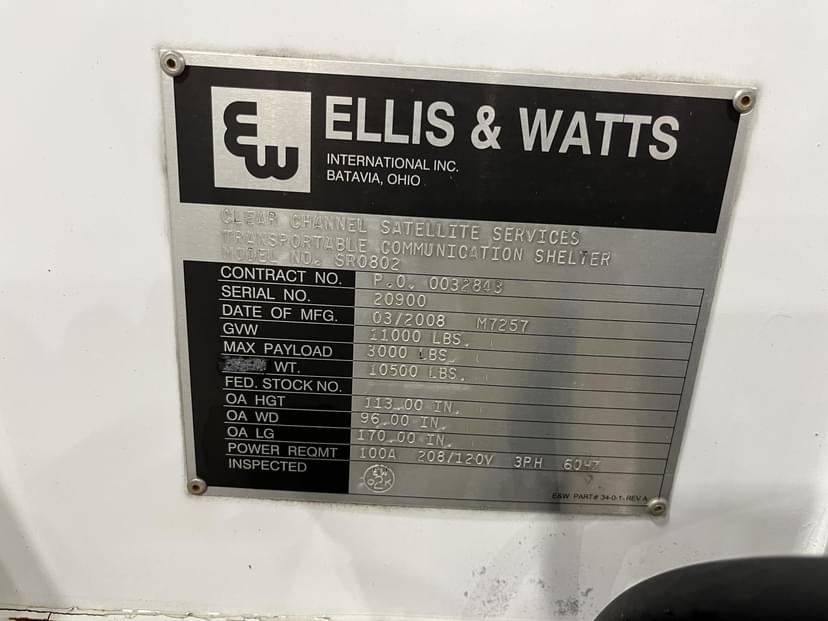 EW
ELLIS & WATTS
INTERNATIONAL INC.
BATAVIA, OHIO
CLEAR CHANNEL SATELLITE SERVICES
TRANSPORTABLE COMMUNICATION SHELTER
MODEL NO. SR0802
CONTRACT NO. P.O. 0032843
SERIAL NO. 20900
DATE OF MFG. 03/2008 M7257
GVW 11000 LBS.
MAX PAYLOAD 3000 LBS.
WT. 10500 LBS.
FED. STOCK NO.
OA HGT 113.00 IN.
OA WD 96.00 IN.
OA LG 170.00 IN.
POWER REQMT 100A 208/120V 3PH 60HZ
INSPECTED
E&W PART# 34-0-1- REV A